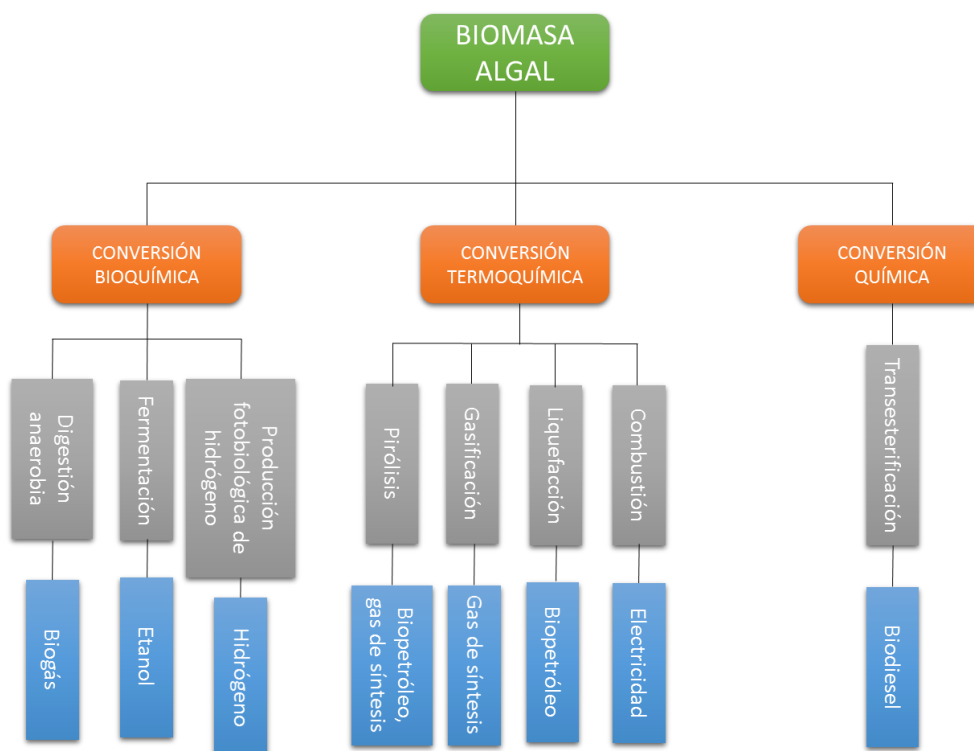 BIOMASA
ALGAL
CONVERSIÓN
BIOQUÍMICA
CONVERSIÓN
TERMOQUÍMICA
CONVERSIÓN
QUÍMICA
Digestión
anaerobia
Fermentación
Producción
fotobiológica de
hidrógeno
Pirólisis
Gasificación
Liquefacción
Combustión
Transesterificación
Biogás
Etanol
Hidrógeno
Biopetróleo,
gas de síntesis
Gas de síntesis
Biopetróleo
Electricidad
Biodiesel